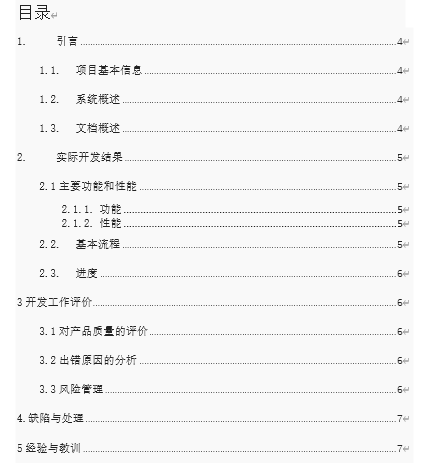 目录
1. 引言 4
1.1. 项目基本信息 4
1.2. 系统概述 4
1.3. 文档概述 4
2. 实际开发结果 5
2.1 主要功能和性能 5
2.1.1. 功能 5
2.1.2. 性能 5
2.2. 基本流程 5
2.3. 进度 6
3 开发工作评价 6
3.1 对产品质量的评价 6
3.2 出错原因的分析 6
3.3 风险管理 6
4. 缺陷与处理 7
5 经验与教训 7